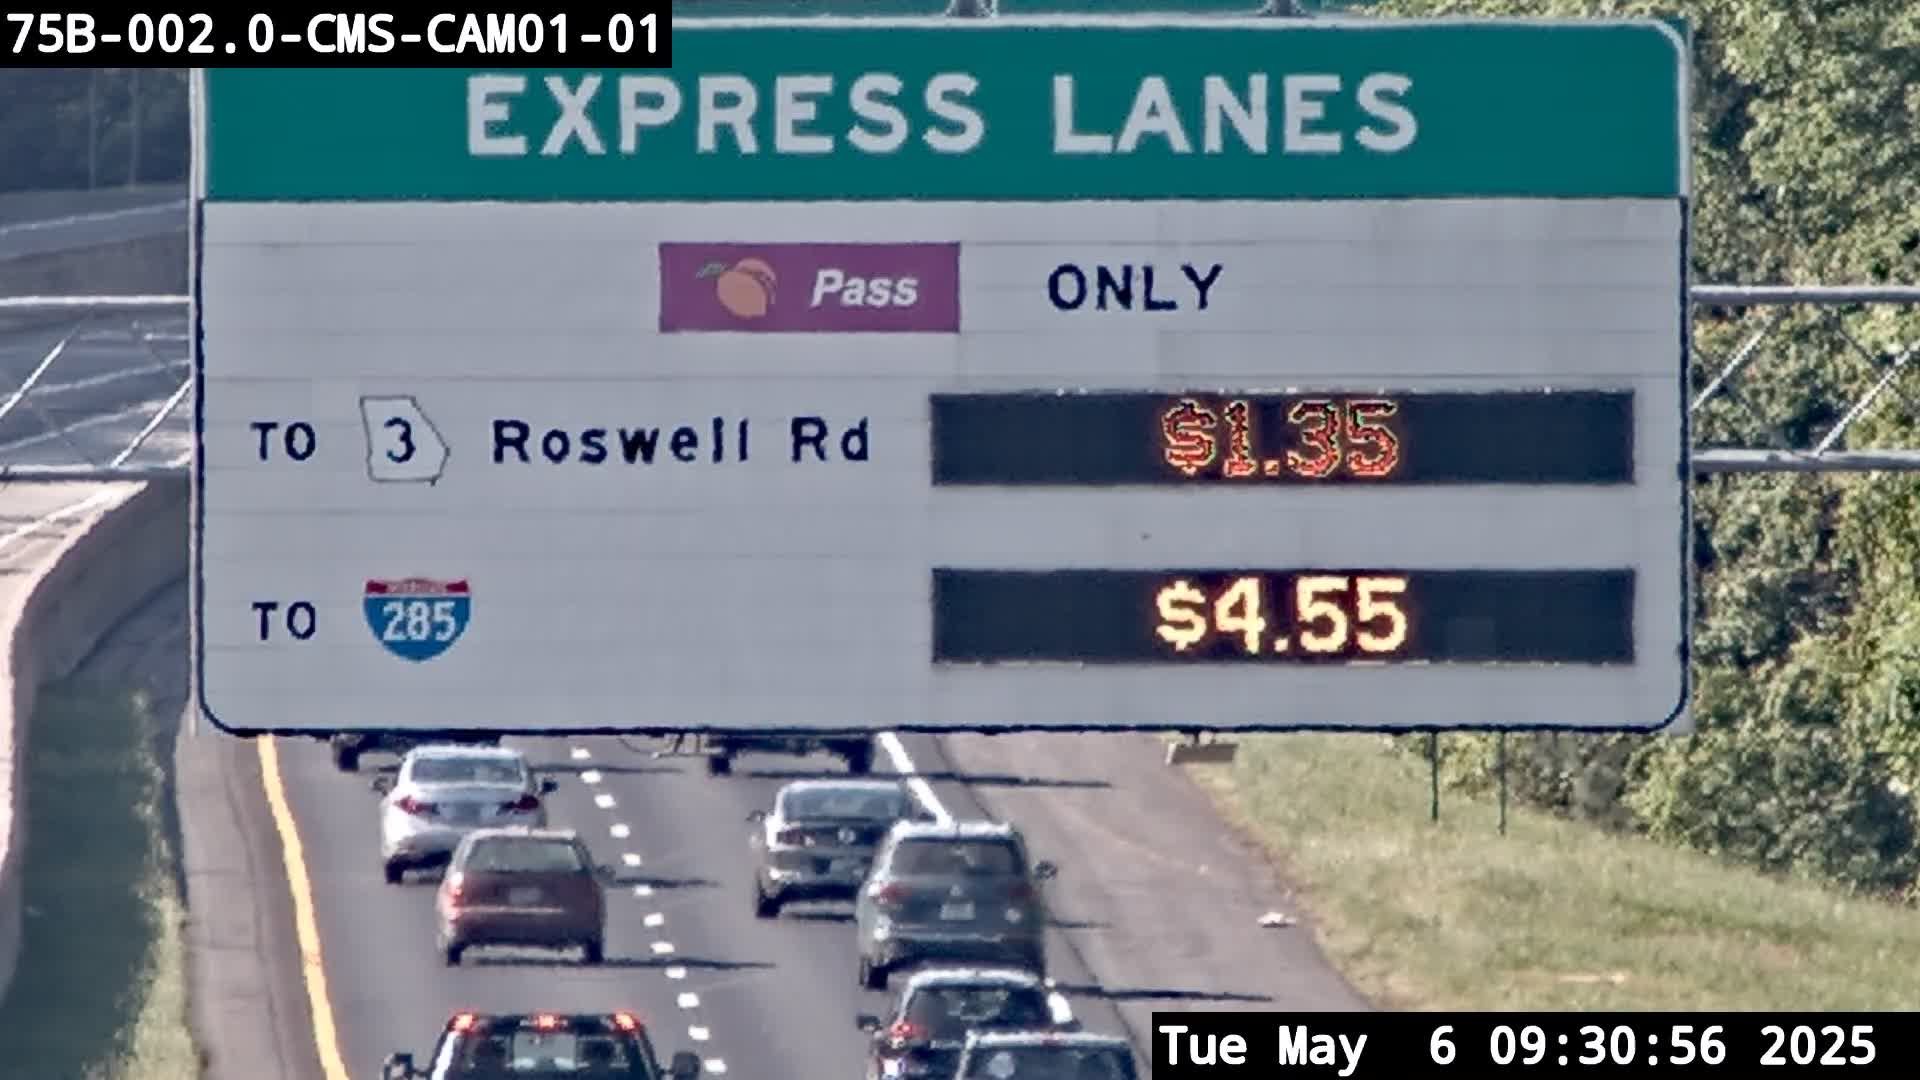 75B-002.0-CMS-CAM01-01
EXPRESS LANES
Pass ONLY
TO 3 Roswell Rd $1.35
TO 285 $4.55
Tue May 6 09:30:56 2025